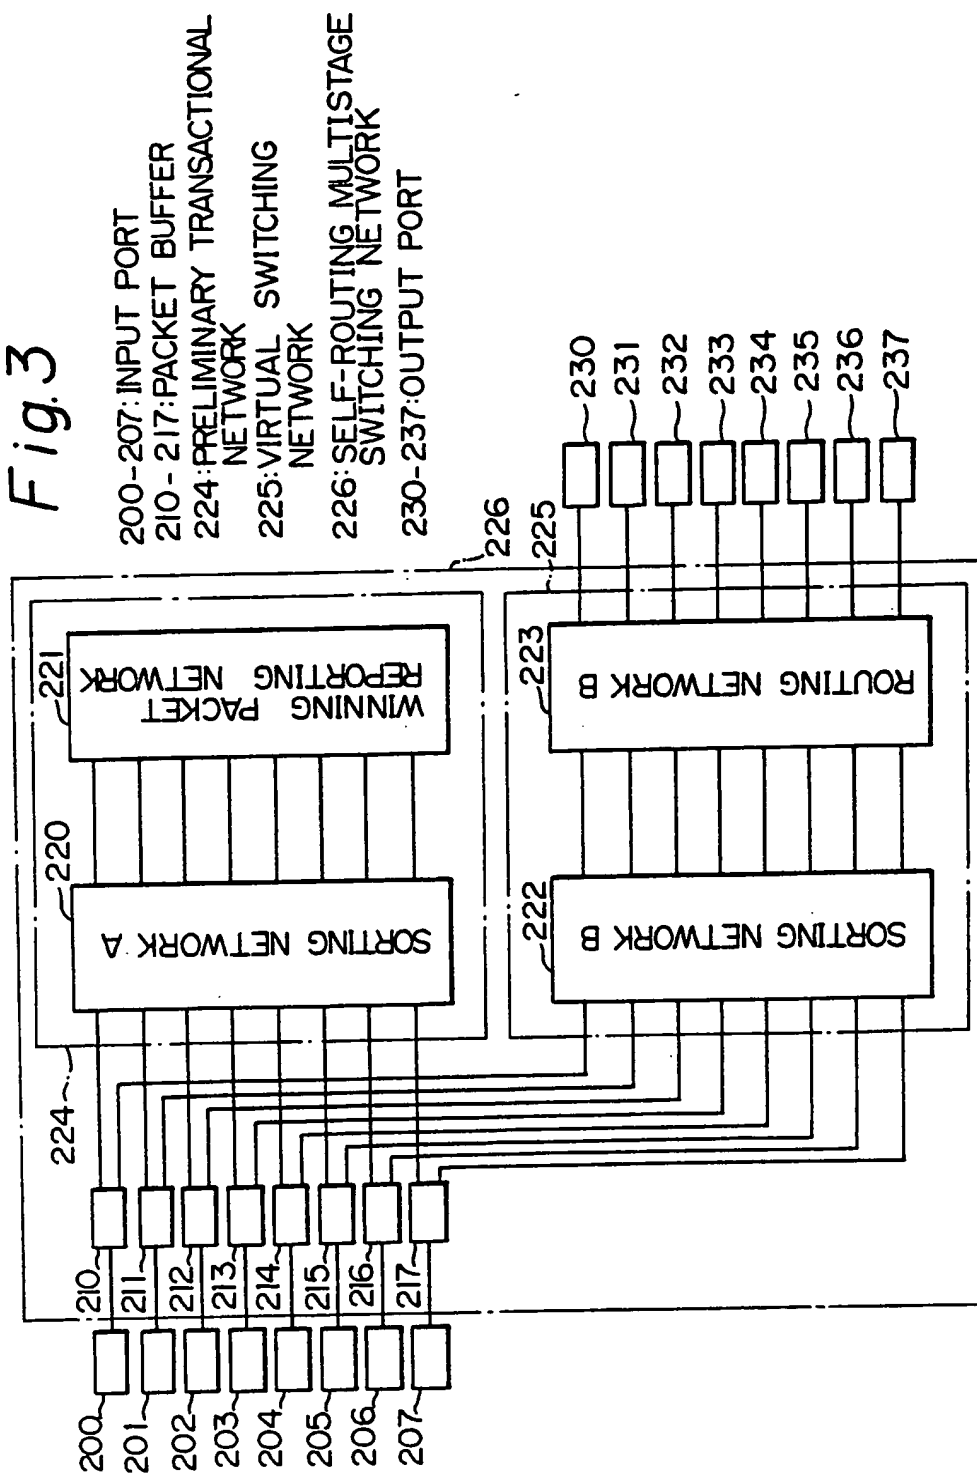 Fig.3
200-207:INPUT PORT
210-217:PACKET BUFFER
224:PRELIMINARY TRANSACTIONAL
NETWORK
225:VIRTUAL SWITCHING
NETWORK
226:SELF-ROUTING MULTISTAGE
SWITCHING NETWORK
230-237:OUTPUT PORT
226
225
224
220
221
SORTING NETWORK A
WINNING PACKET
REPORTING NETWORK
222
223
SORTING NETWORK B
ROUTING NETWORK B
200
201
202
203
204
205
206
207
210
211
212
213
214
215
216
217
230
231
232
233
234
235
236
237